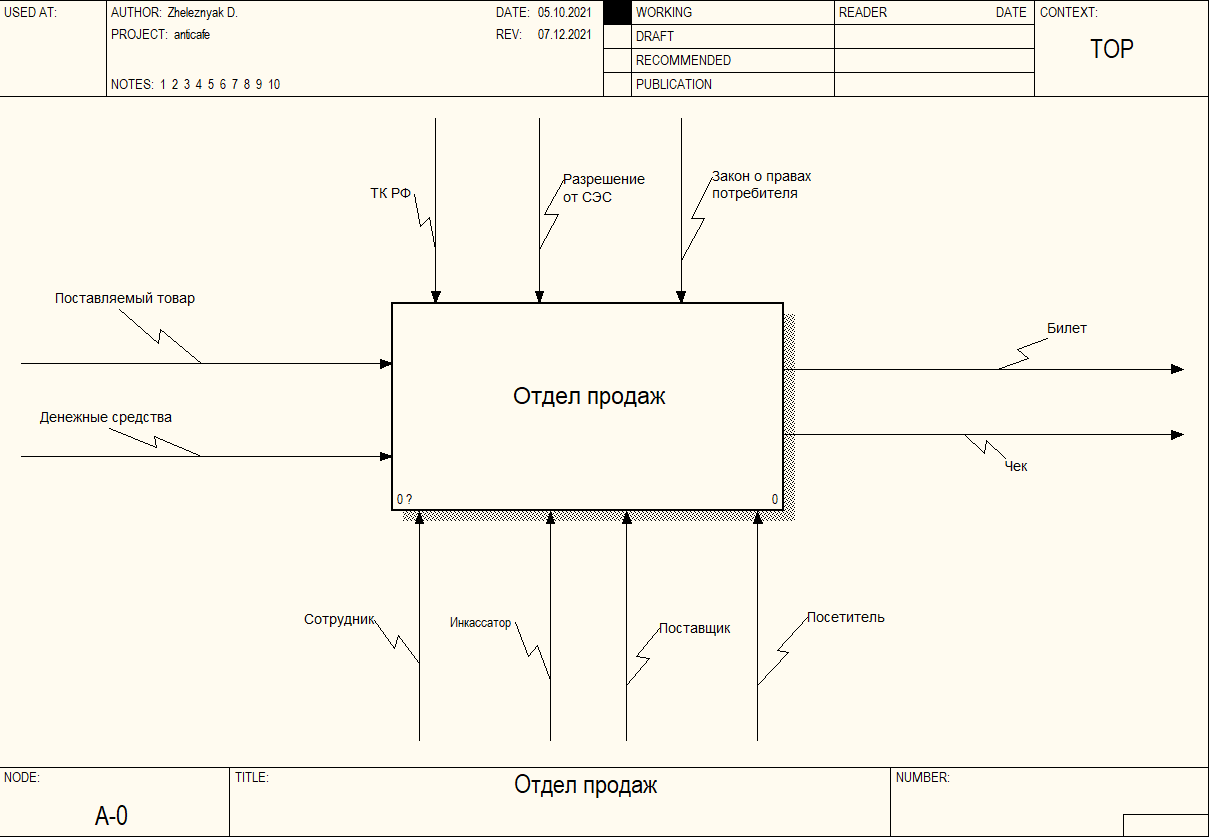 USED AT:
AUTHOR: Zheleznyak D.
DATE: 05.10.2021
PROJECT: anticafe
REV: 07.12.2021
NOTES: 1 2 3 4 5 6 7 8 9 10
WORKING
DRAFT
RECOMMENDED
PUBLICATION
READER DATE
CONTEXT:
TOP
ТК РФ
Разрешение
от СЭС
Закон о правах
потребителя
Поставляемый товар
Денежные средства
Отдел продаж
0 ?
0
Билет
Чек
Сотрудник
Инкассатор
Поставщик
Посетитель
NODE:
A-0
TITLE:
Отдел продаж
NUMBER: